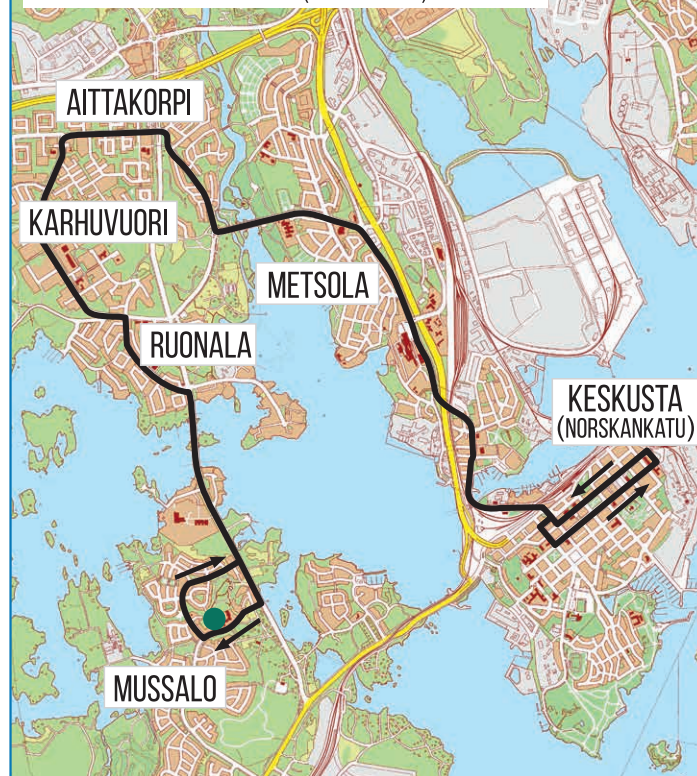 AITTAKORPI
KARHUVUORI
METSOLA
RUONALA
KESKUSTA
(NORSKANKATU)
MUSSALO